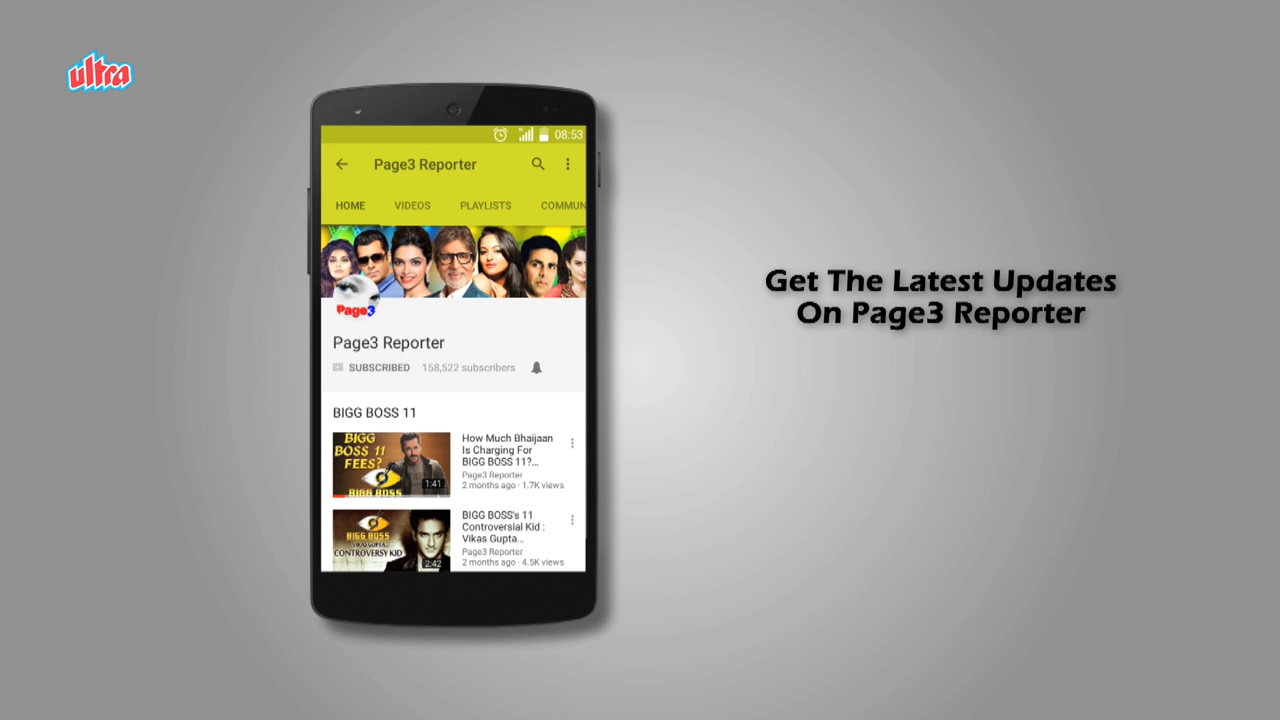 ultra
08:53
Page3 Reporter
HOME VIDEOS PLAYLISTS COMMUN
Page3
Page3 Reporter
SUBSCRIBED 158,522 subscribers
BIGG BOSS 11
BIGG
BOSS 11
FEES?
BIGG BOSS
1:41
How Much Bhaijaan
Is Charging For
BIGG BOSS 11?...
Page3 Reporter
2 months ago · 1.7K views
BIGG BOSS
VIKAS GUPTA
CONTROVERSY KID
2:42
BIGG BOSS's 11
Controversial Kid :
Vikas Gupta...
Page3 Reporter
2 months ago · 4.5K views
Get The Latest Updates
On Page3 Reporter